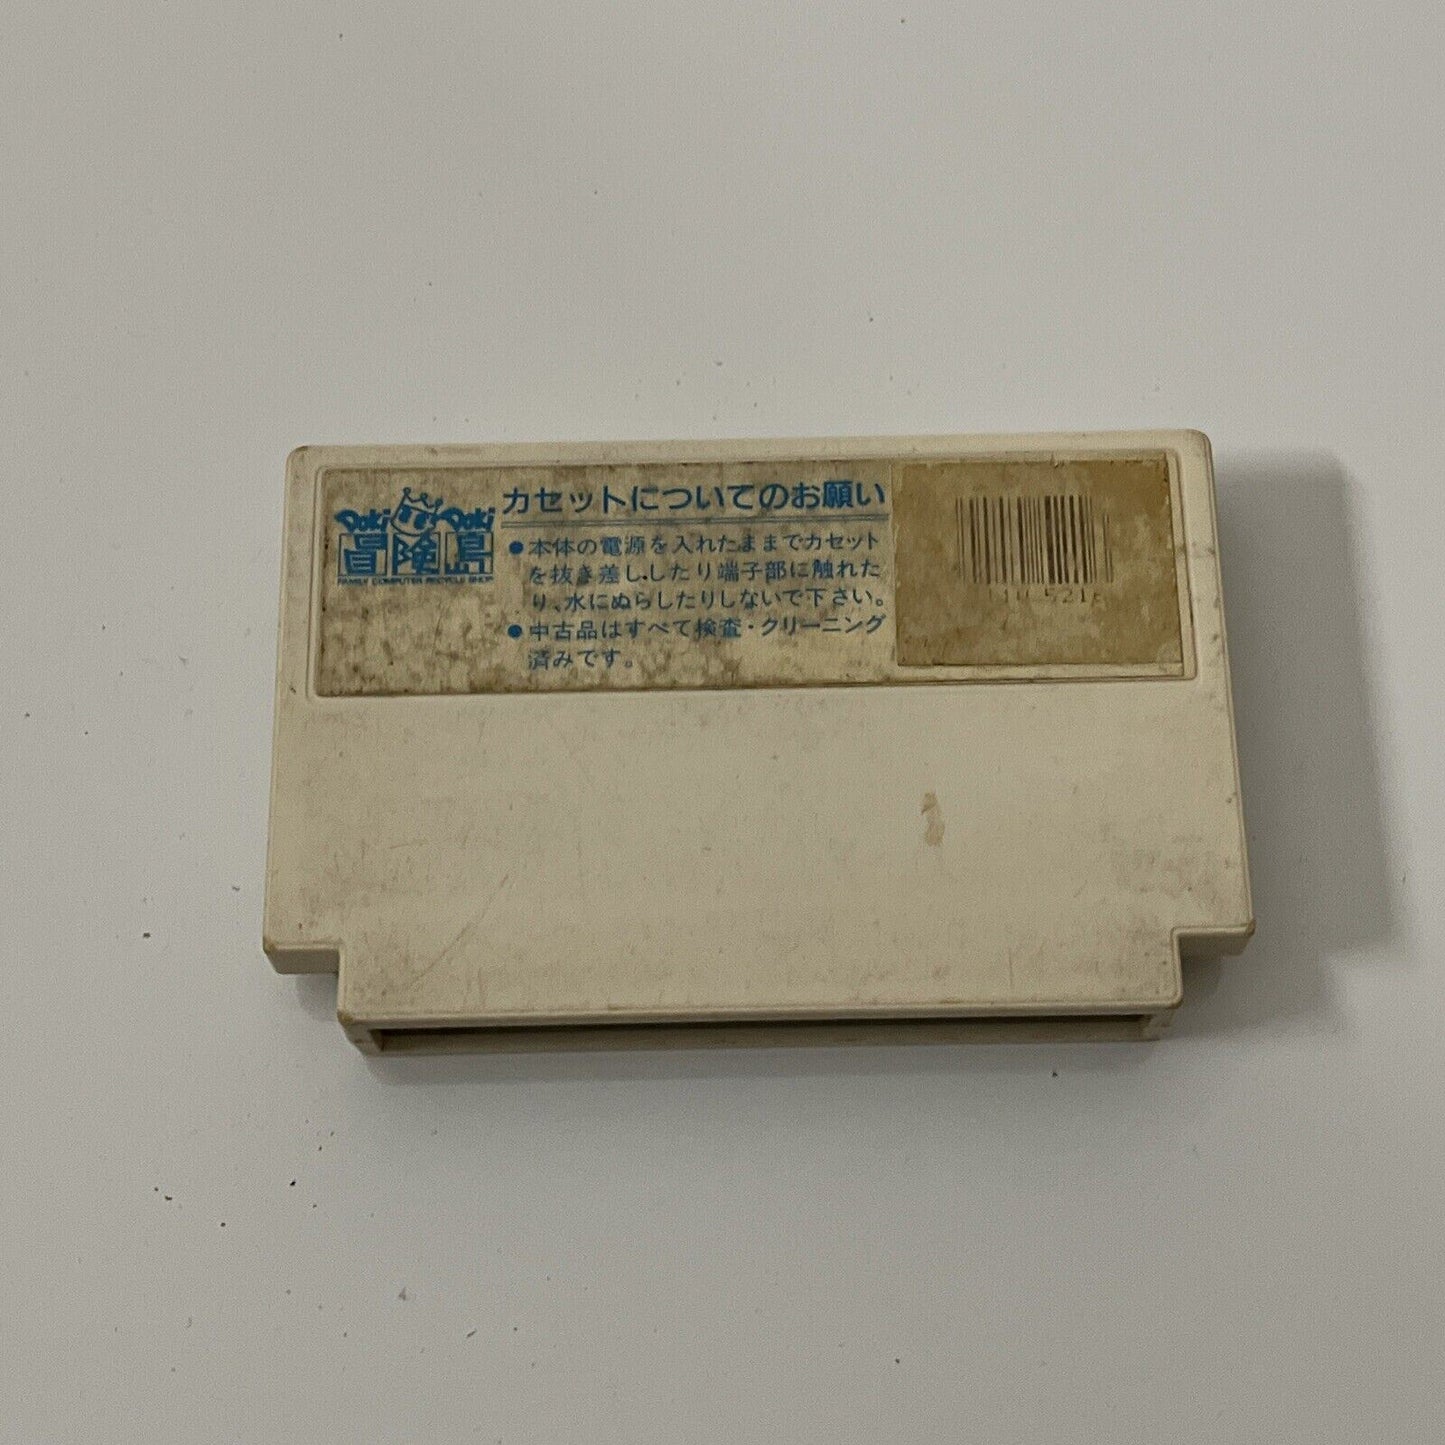 Doki Doki
冒険島
FAMILY COMPUTER RECYCLE SHOP
カセットについてのお願い
●本体の電源を入れたままでカセット
を抜き差ししたり端子部に触れた
り、水にぬらしたりしないで下さい。
●中古品はすべて検査・クリーニング
済みです。